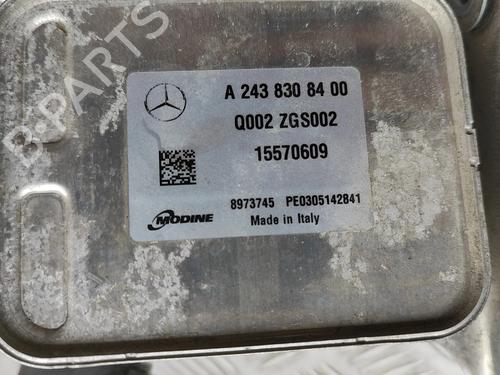 B-PARTS
A 243 830 84 00
Q002 ZGS002
15570609
8973745 PE0305142841
MODINE
Made in Italy